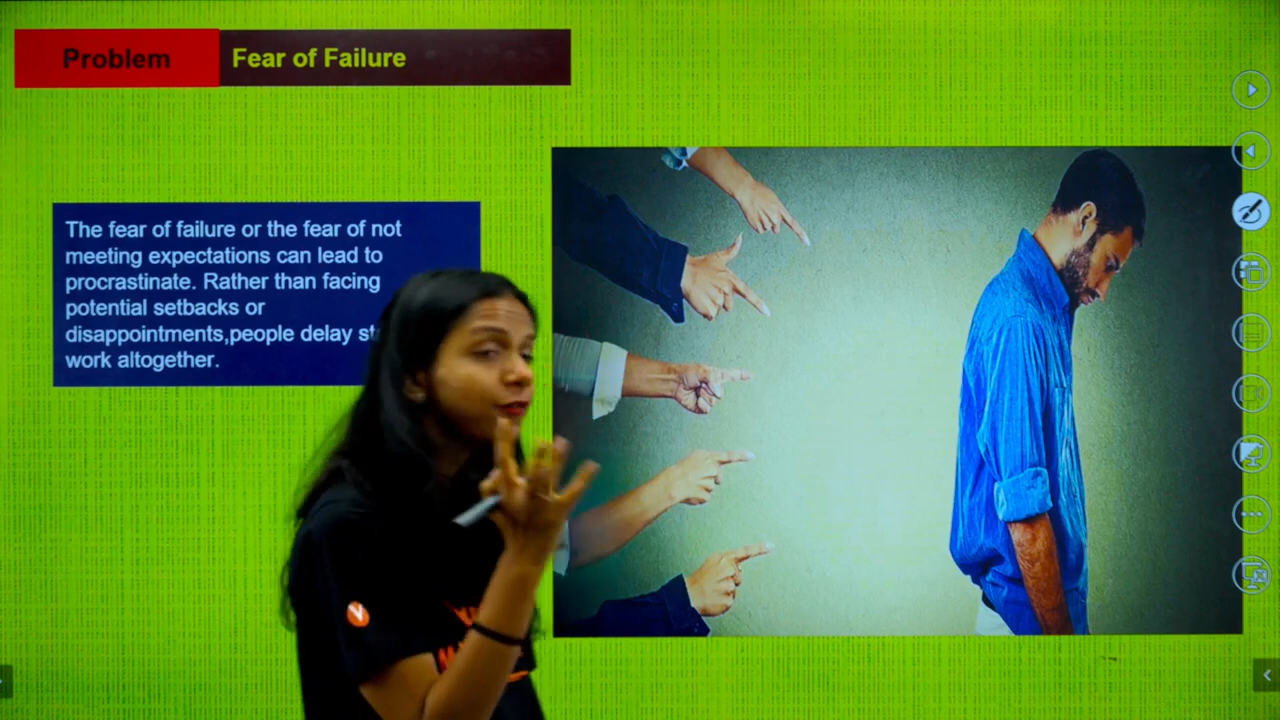 Problem
Fear of Failure
The fear of failure or the fear of not
meeting expectations can lead to
procrastinate. Rather than facing
potential setbacks or
disappointments,people delay
work altogether.
V